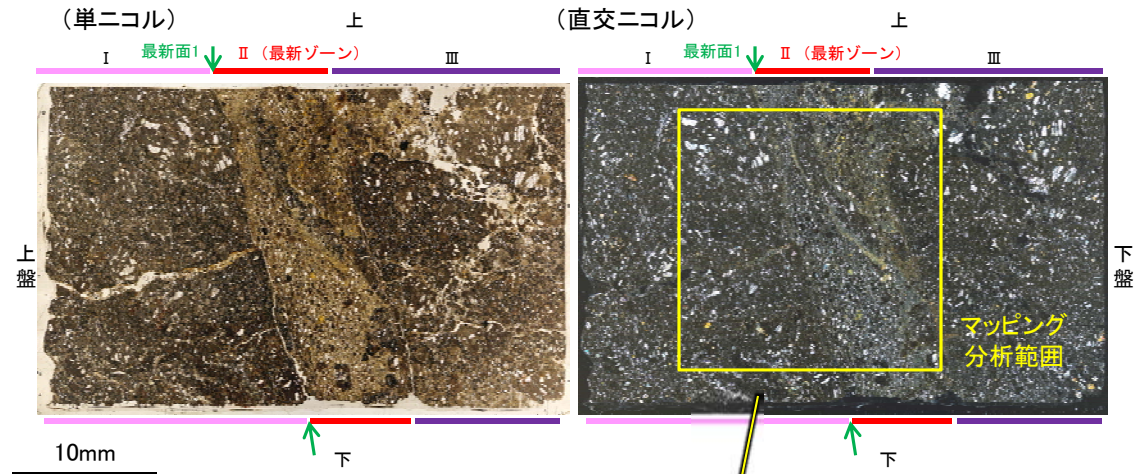 （単ニコル）
上
（直交ニコル）
上
Ⅰ
最新面1
Ⅱ（最新ゾーン）
Ⅲ
Ⅰ
最新面1
Ⅱ（最新ゾーン）
Ⅲ
上盤
下盤
マッピング
分析範囲
10mm
下
下